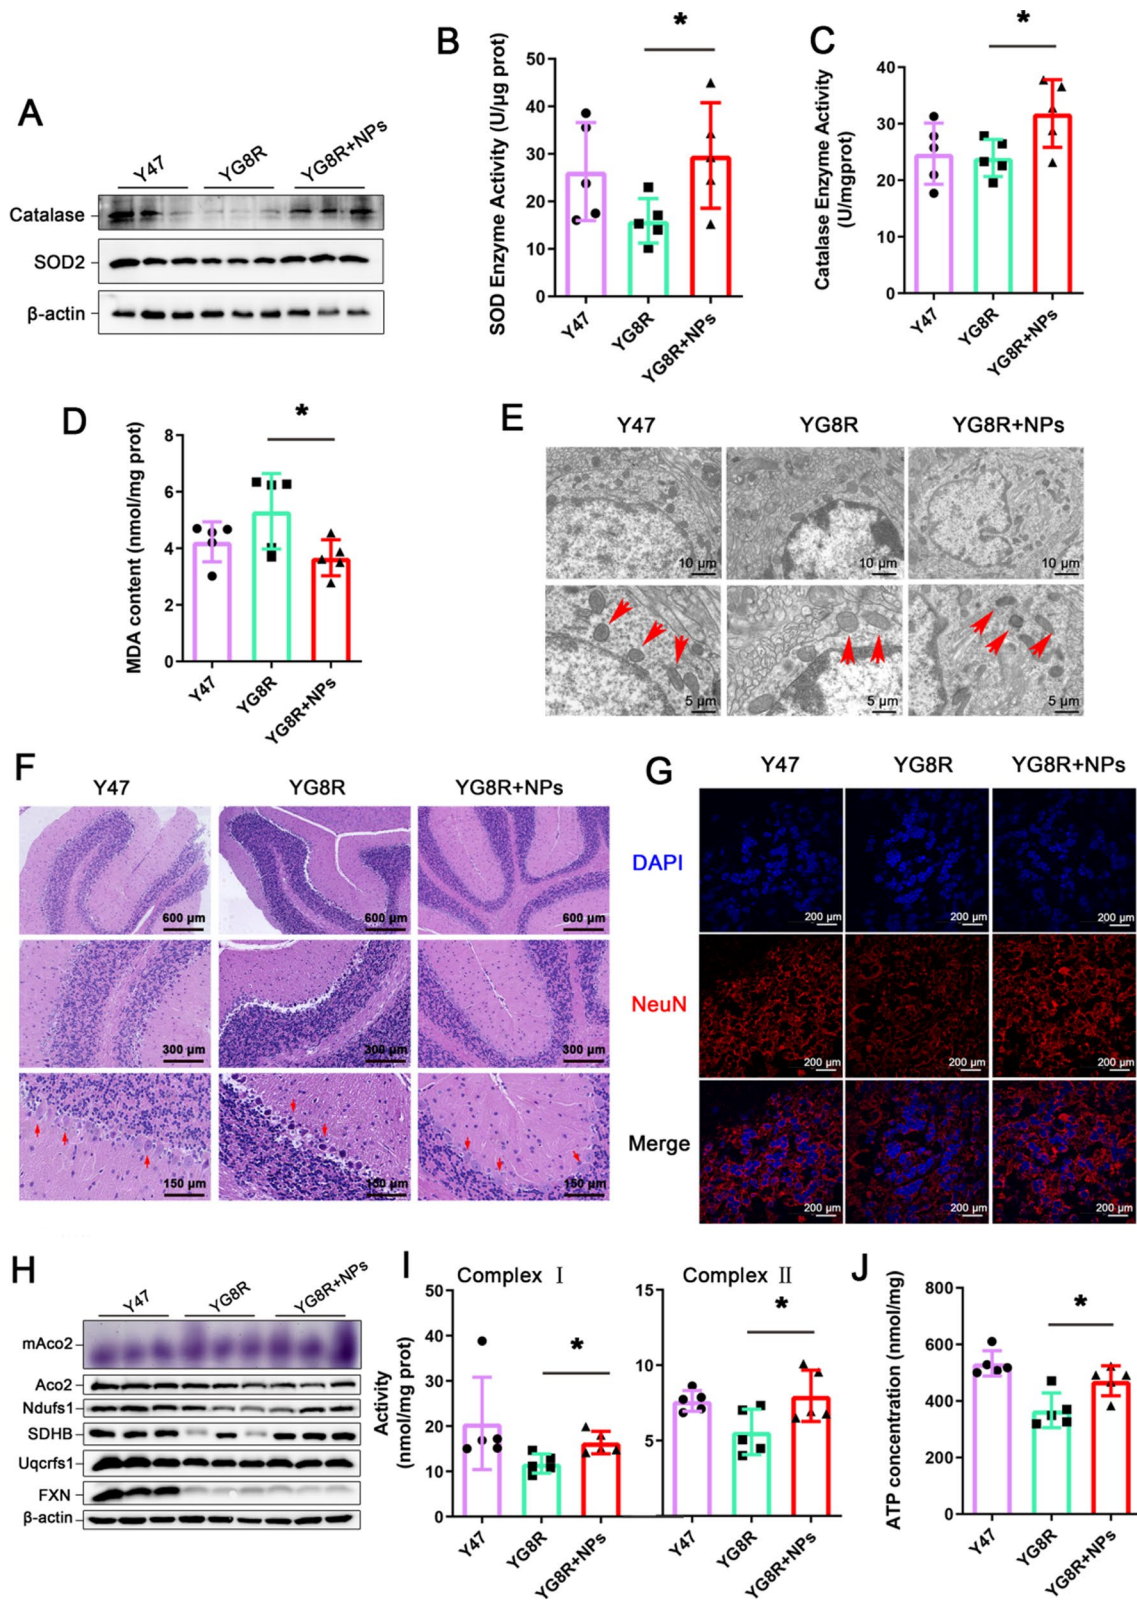 A
Y47 YG8R YG8R+NPs
Catalase
SOD2
β-actin
B
*
SOD Enzyme Activity (U/μg prot)
50
40
30
20
10
0
Y47 YG8R YG8R+NPs
C
*
Catalase Enzyme Activity
(U/mgprot)
40
30
20
10
0
Y47 YG8R YG8R+NPs
D
*
MDA content (nmol/mg prot)
8
6
4
2
0
Y47 YG8R YG8R+NPs
E
Y47 YG8R YG8R+NPs
10 μm 10 μm 10 μm
5 μm 5 μm 5 μm
F
Y47 YG8R YG8R+NPs
600 μm 600 μm 600 μm
300 μm 300 μm 300 μm
150 μm 150 μm 150 μm
G
Y47 YG8R YG8R+NPs
DAPI
200 μm 200 μm 200 μm
NeuN
200 μm 200 μm 200 μm
Merge
200 μm 200 μm 200 μm
H
Y47 YG8R YG8R+NPs
mAco2
Aco2
Ndufs1
SDHB
Uqcrfs1
FXN
β-actin
I
Complex Ⅰ
*
Activity
(nmol/mg prot)
50
40
30
20
10
0
Y47 YG8R YG8R+NPs
Complex Ⅱ
*
15
10
5
Y47 YG8R YG8R+NPs
J
*
ATP concentration (nmol/mg)
800
600
400
200
0
Y47 YG8R YG8R+NPs